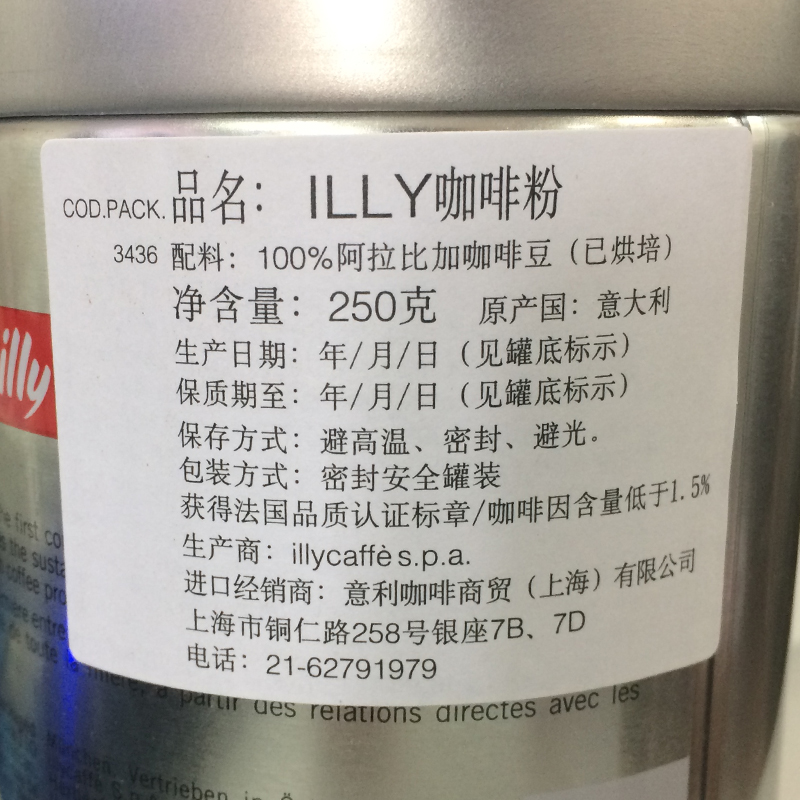 COD.PACK. 品名： ILLY咖啡粉
3436 配料：100%阿拉比加咖啡豆（已烘培）
净含量：250克 原产国：意大利
生产日期：年/月/日（见罐底标示）
保质期至：年/月/日（见罐底标示）
保存方式：避高温、密封、避光。
包装方式：密封安全罐装
获得法国品质认证标章/咖啡因含量低于1.5%
生产商：illycaffè s.p.a.
进口经销商：意利咖啡商贸（上海）有限公司
上海市铜仁路258号银座7B、7D
电话：21-62791979
illy
first
the
coffee
de toute
à partir des relations directes avec les
Vertrieben in